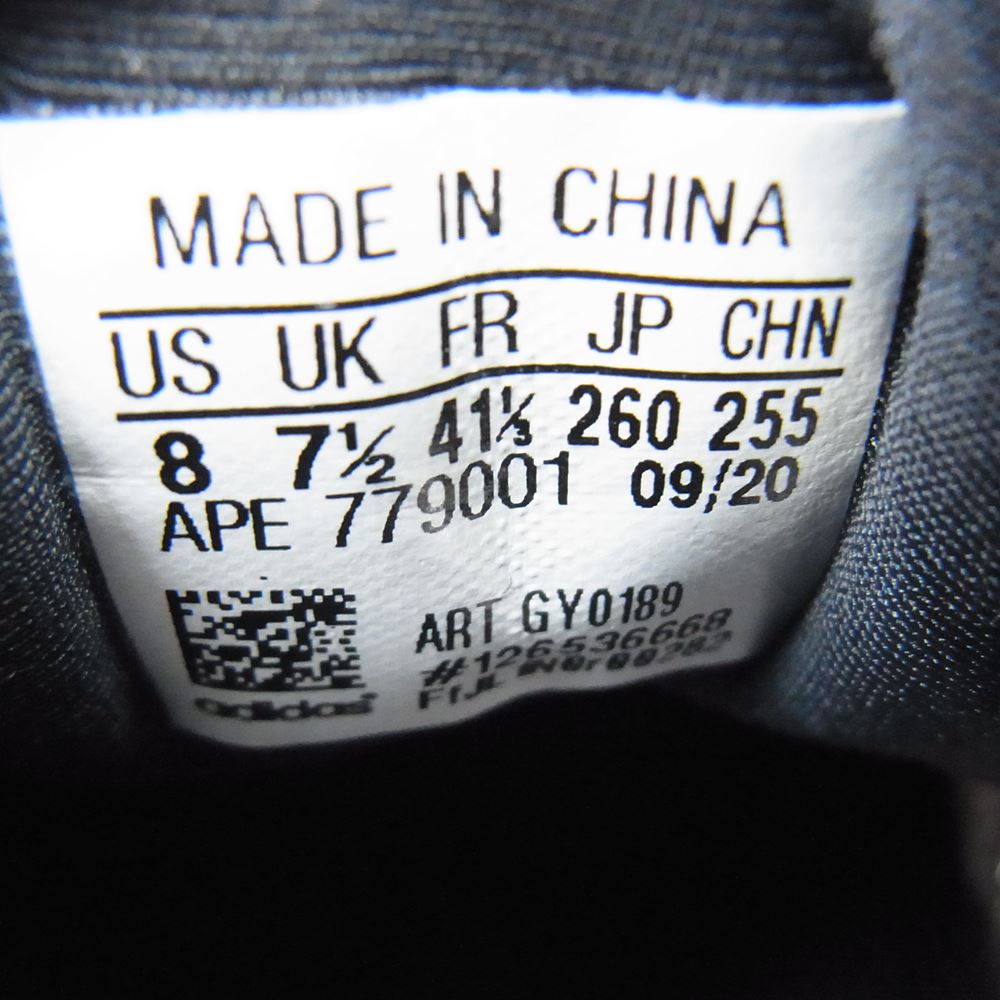 MADE IN CHINA
US UK FR JP CHN
8 7½ 41⅓ 260 255
APE 779001 09/20
ART GY0189
#126536668
adidas